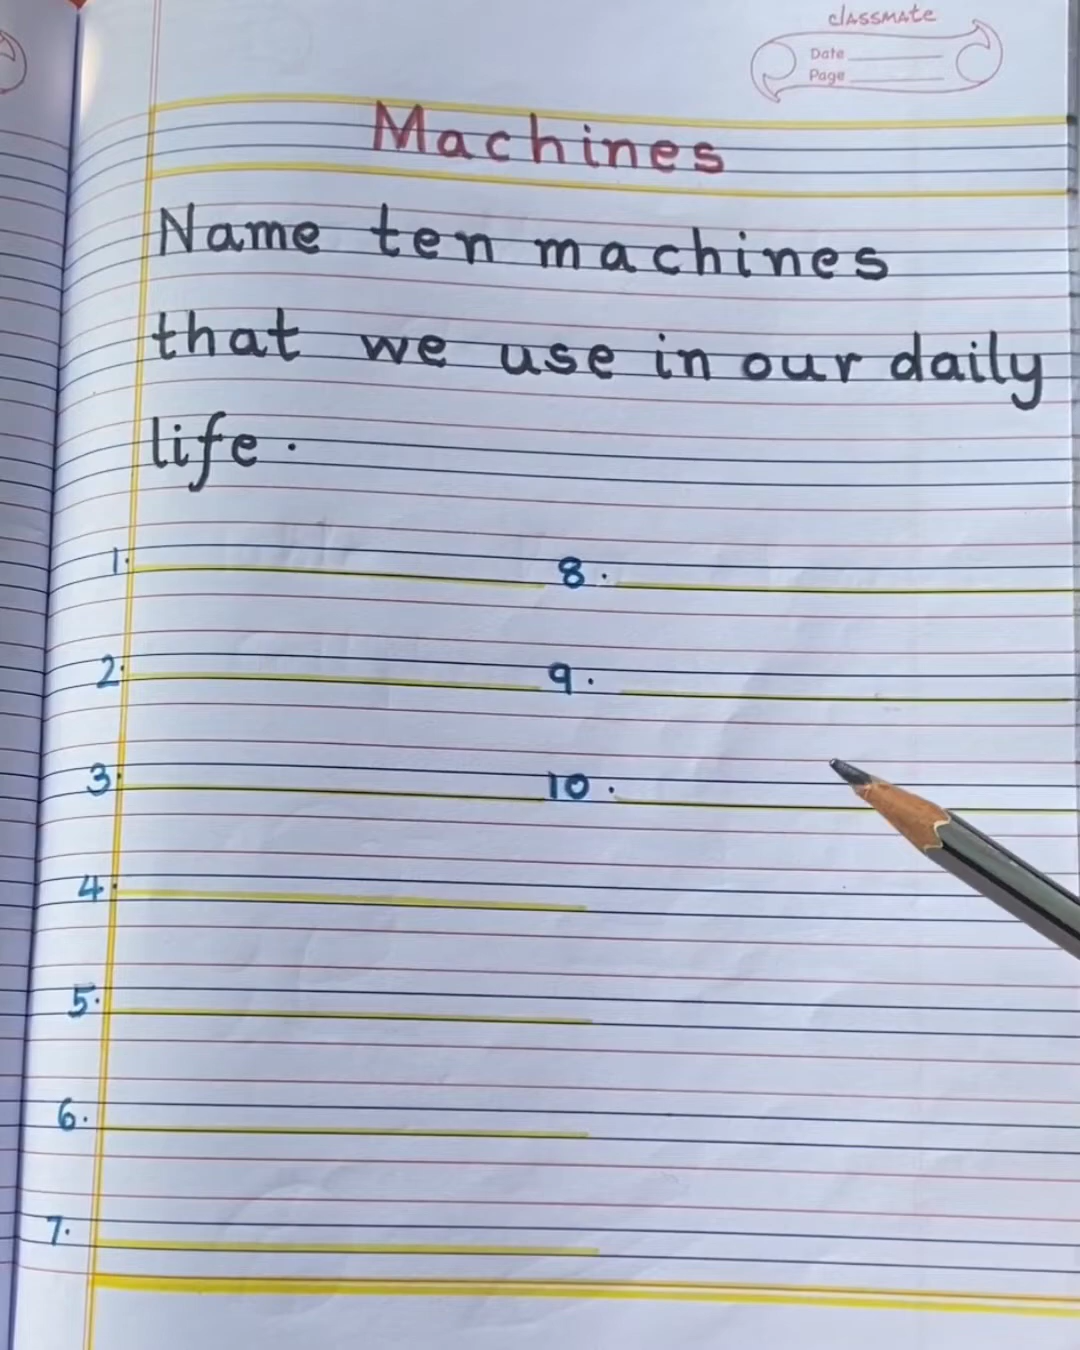 classmate
Date
Page
Machines
Name ten machines
that we use in our daily
life.
1.
2.
3.
4.
5.
6.
7.
8.
9.
10.